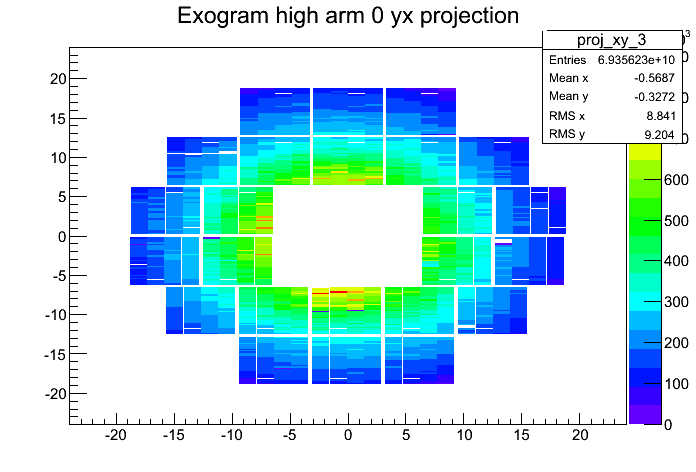 Exogram high arm 0 yx projection
proj_xy_3
Entries 6.935623e+10
Mean x -0.5687
Mean y -0.3272
RMS x 8.841
RMS y 9.204
20
15
10
5
0
-5
-10
-15
-20
-20 -15 -10 -5 0 5 10 15 20
600
500
400
300
200
100
0